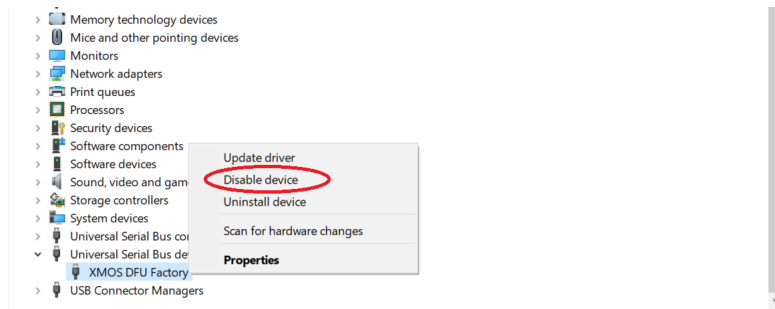 Memory technology devices
Mice and other pointing devices
Monitors
Network adapters
Print queues
Processors
Security devices
Software components
Software devices
Sound, video and gam
Storage controllers
System devices
Universal Serial Bus co
Universal Serial Bus de
XMOS DFU Factory
USB Connector Managers
Update driver
Disable device
Uninstall device
Scan for hardware changes
Properties